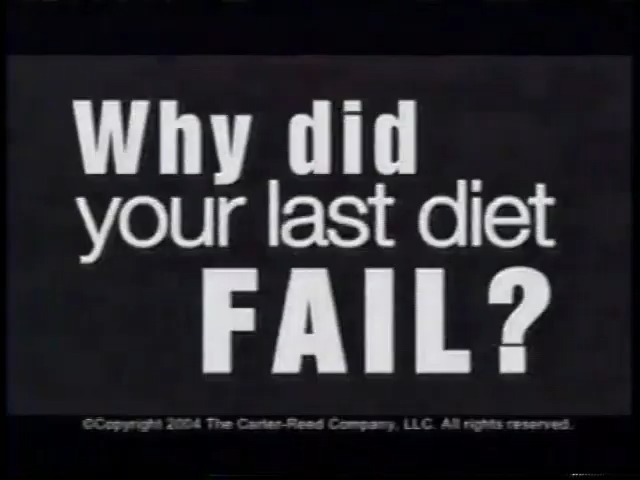 Why did
your last diet
FAIL?
©Copyright 2004 The Carter-Reed Company, LLC. All rights reserved.